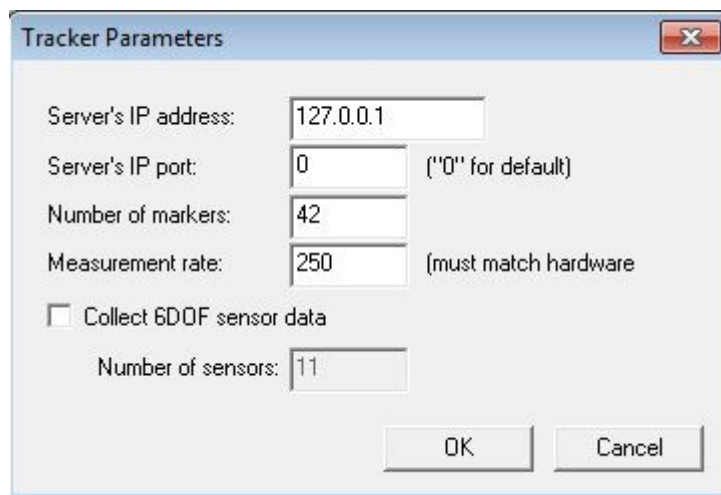 Tracker Parameters
Server's IP address: 127.0.0.1
Server's IP port: 0 ("0" for default)
Number of markers: 42
Measurement rate: 250 (must match hardware
Collect 6DOF sensor data
Number of sensors: 11
OK Cancel